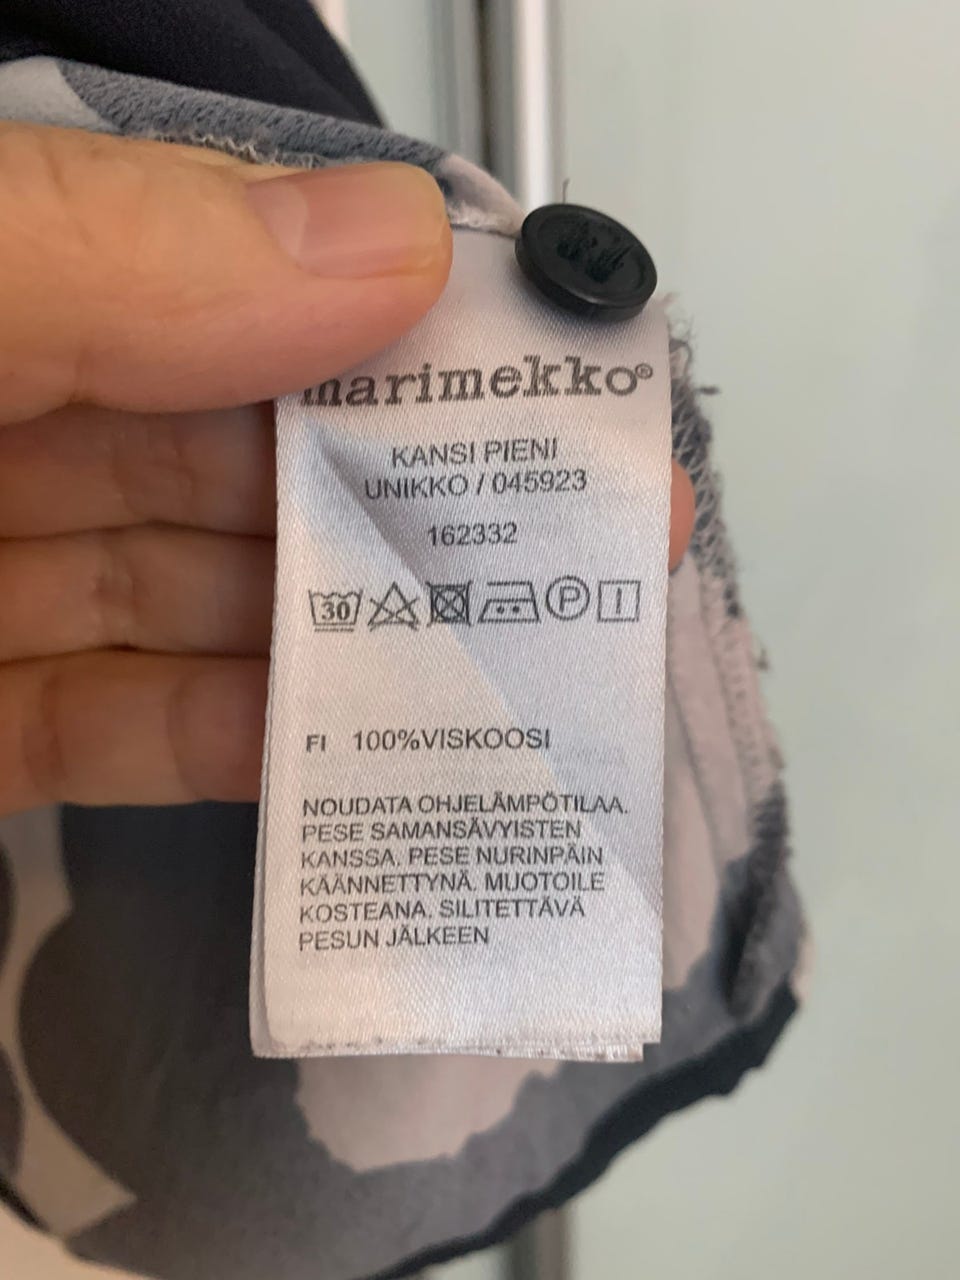 marimekko®
KANSI PIENI
UNIKKO / 045923
162332
30 P
FI 100%VISKOOSI
NOUDATA OHJELÄMPÖTILAA.
PESE SAMANSÄVYISTEN
KANSSA. PESE NURINPÄIN
KÄÄNNETTYNÄ. MUOTOILE
KOSTEANA. SILITETTÄVÄ
PESUN JÄLKEEN